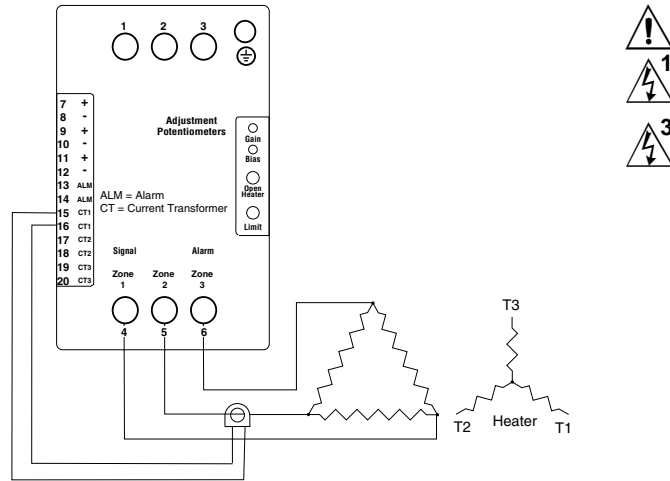 1 2 3
!
1
3
7 +
8 -
9 +
10 -
11 +
12 -
13 ALM
14 ALM
15 CT1
16 CT1
17 CT2
18 CT2
19 CT3
20 CT3
Adjustment
Potentiometers
Gain
Bias
Open
Heater
Limit
ALM = Alarm
CT = Current Transformer
Signal Alarm
Zone Zone Zone
1 2 3
4 5 6
T3
T2 Heater T1